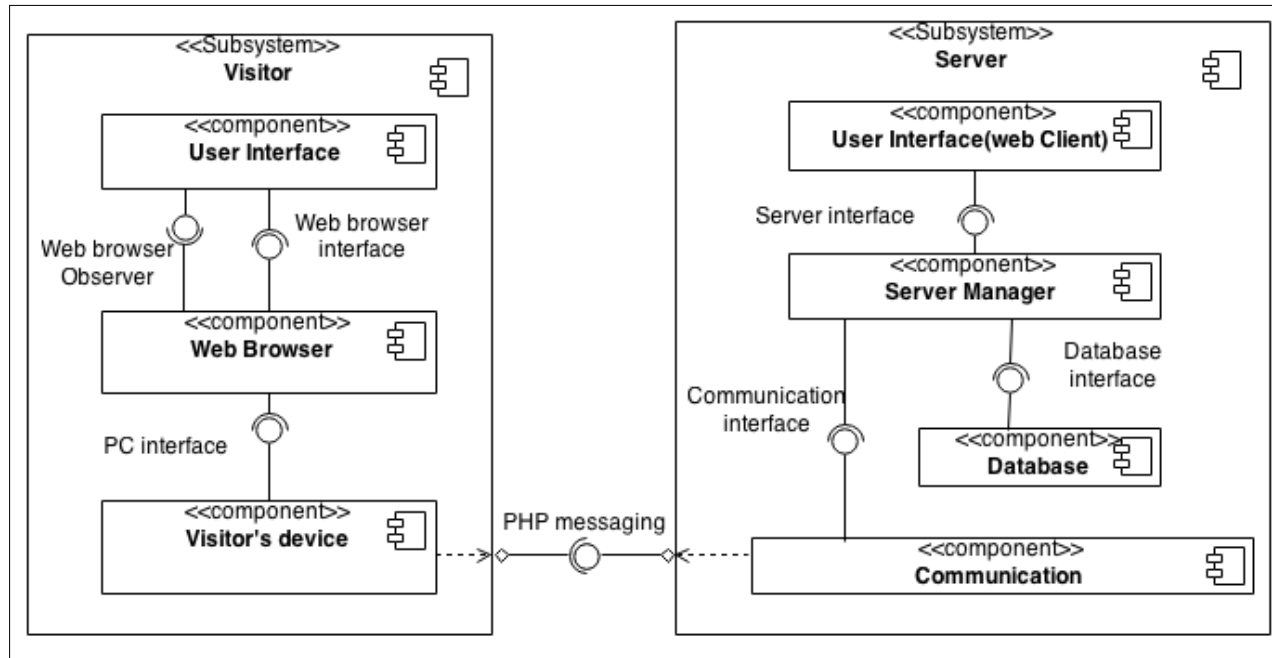 <<Subsystem>>
Visitor
<<component>>
User Interface
Web browser
Observer
Web browser
interface
<<component>>
Web Browser
PC interface
<<component>>
Visitor's device
PHP messaging
<<Subsystem>>
Server
<<component>>
User Interface(web Client)
Server interface
<<component>>
Server Manager
Communication
interface
Database
interface
<<component>>
Database
<<component>>
Communication